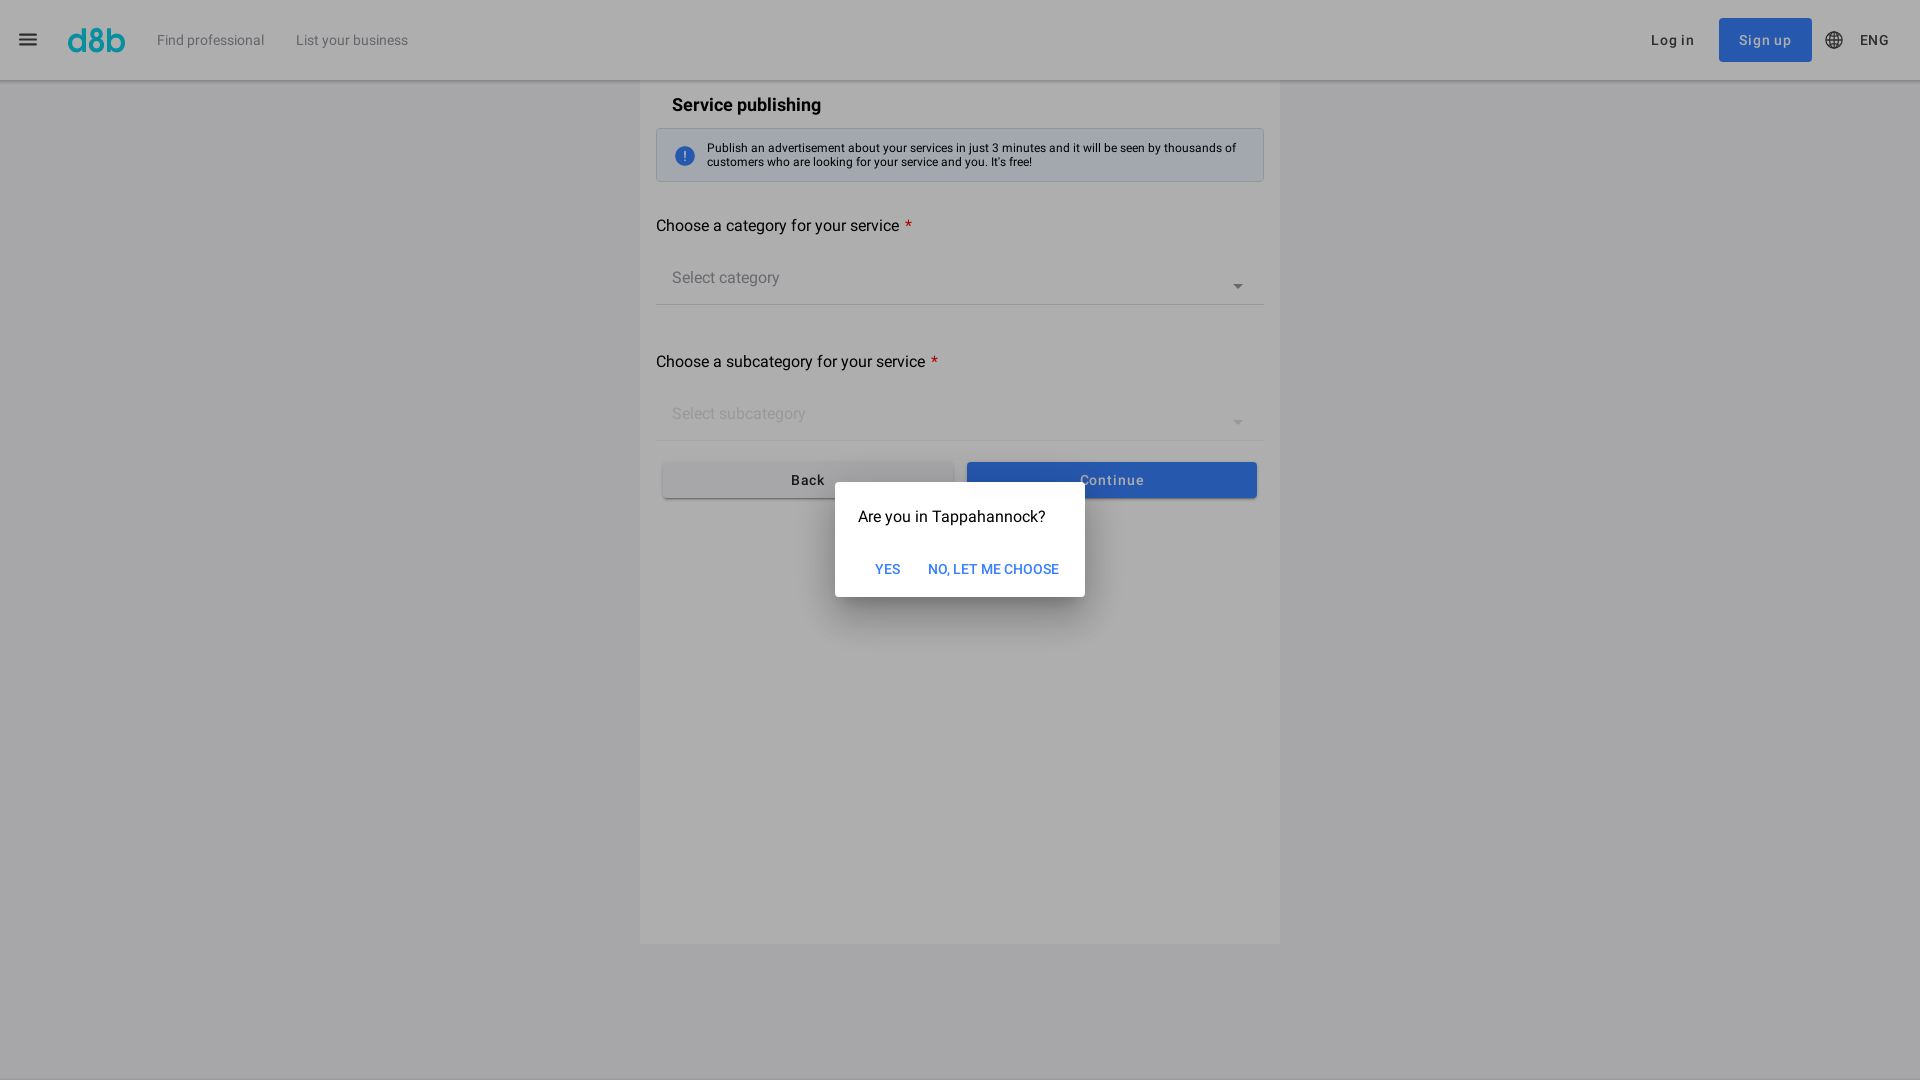 d8b
Find professional
List your business
Log in
Sign up
ENG
Service publishing
Publish an advertisement about your services in just 3 minutes and it will be seen by thousands of
customers who are looking for your service and you. It's free!
Choose a category for your service *
Select category
Choose a subcategory for your service *
Select subcategory
Back
Continue
Are you in Tappahannock?
YES
NO, LET ME CHOOSE